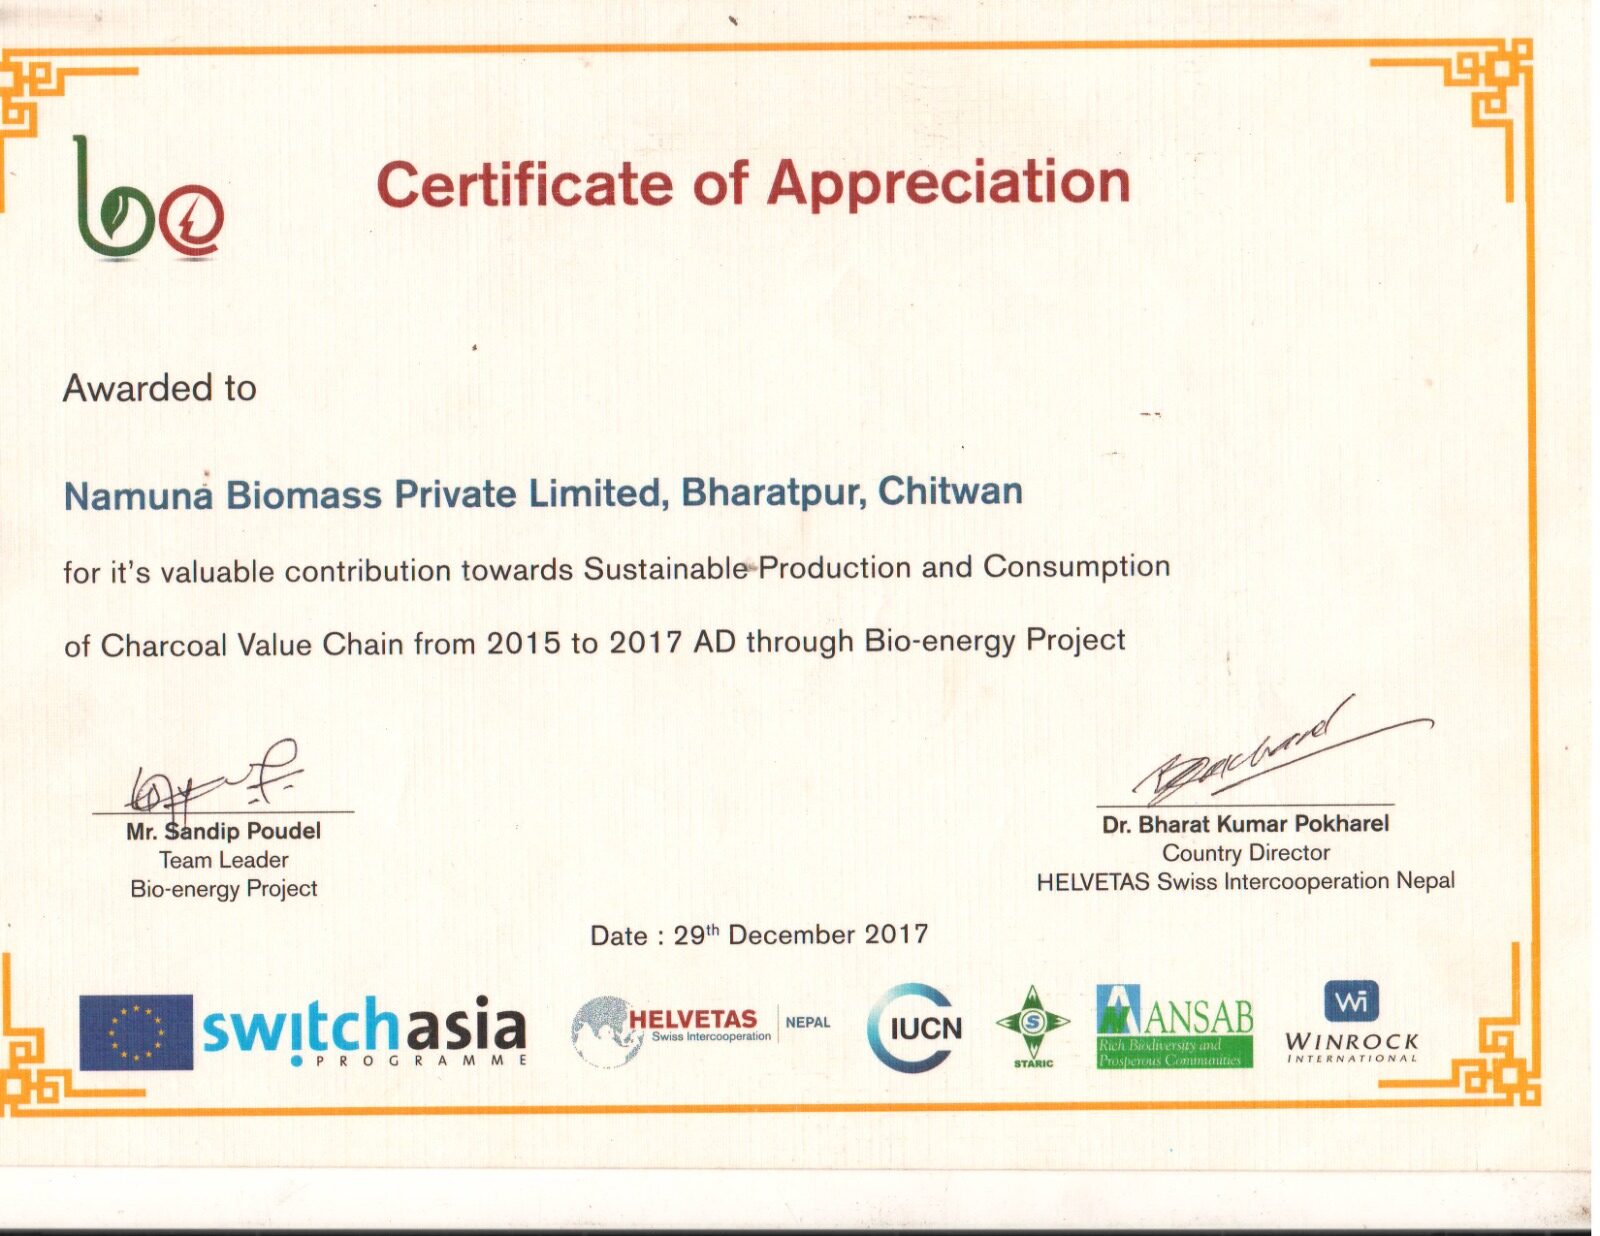 be
Certificate of Appreciation
Awarded to
Namuna Biomass Private Limited, Bharatpur, Chitwan
for it's valuable contribution towards Sustainable Production and Consumption
of Charcoal Value Chain from 2015 to 2017 AD through Bio-energy Project
Mr. Sandip Poudel
Team Leader
Bio-energy Project
Dr. Bharat Kumar Pokharel
Country Director
HELVETAS Swiss Intercooperation Nepal
Date : 29th December 2017
switchasia
PROGRAMME
HELVETAS
Swiss Intercooperation
NEPAL
IUCN
S
STARIC
ANSAB
Rich Biodiversity and
Prosperous Communities
Wi
WINROCK
INTERNATIONAL